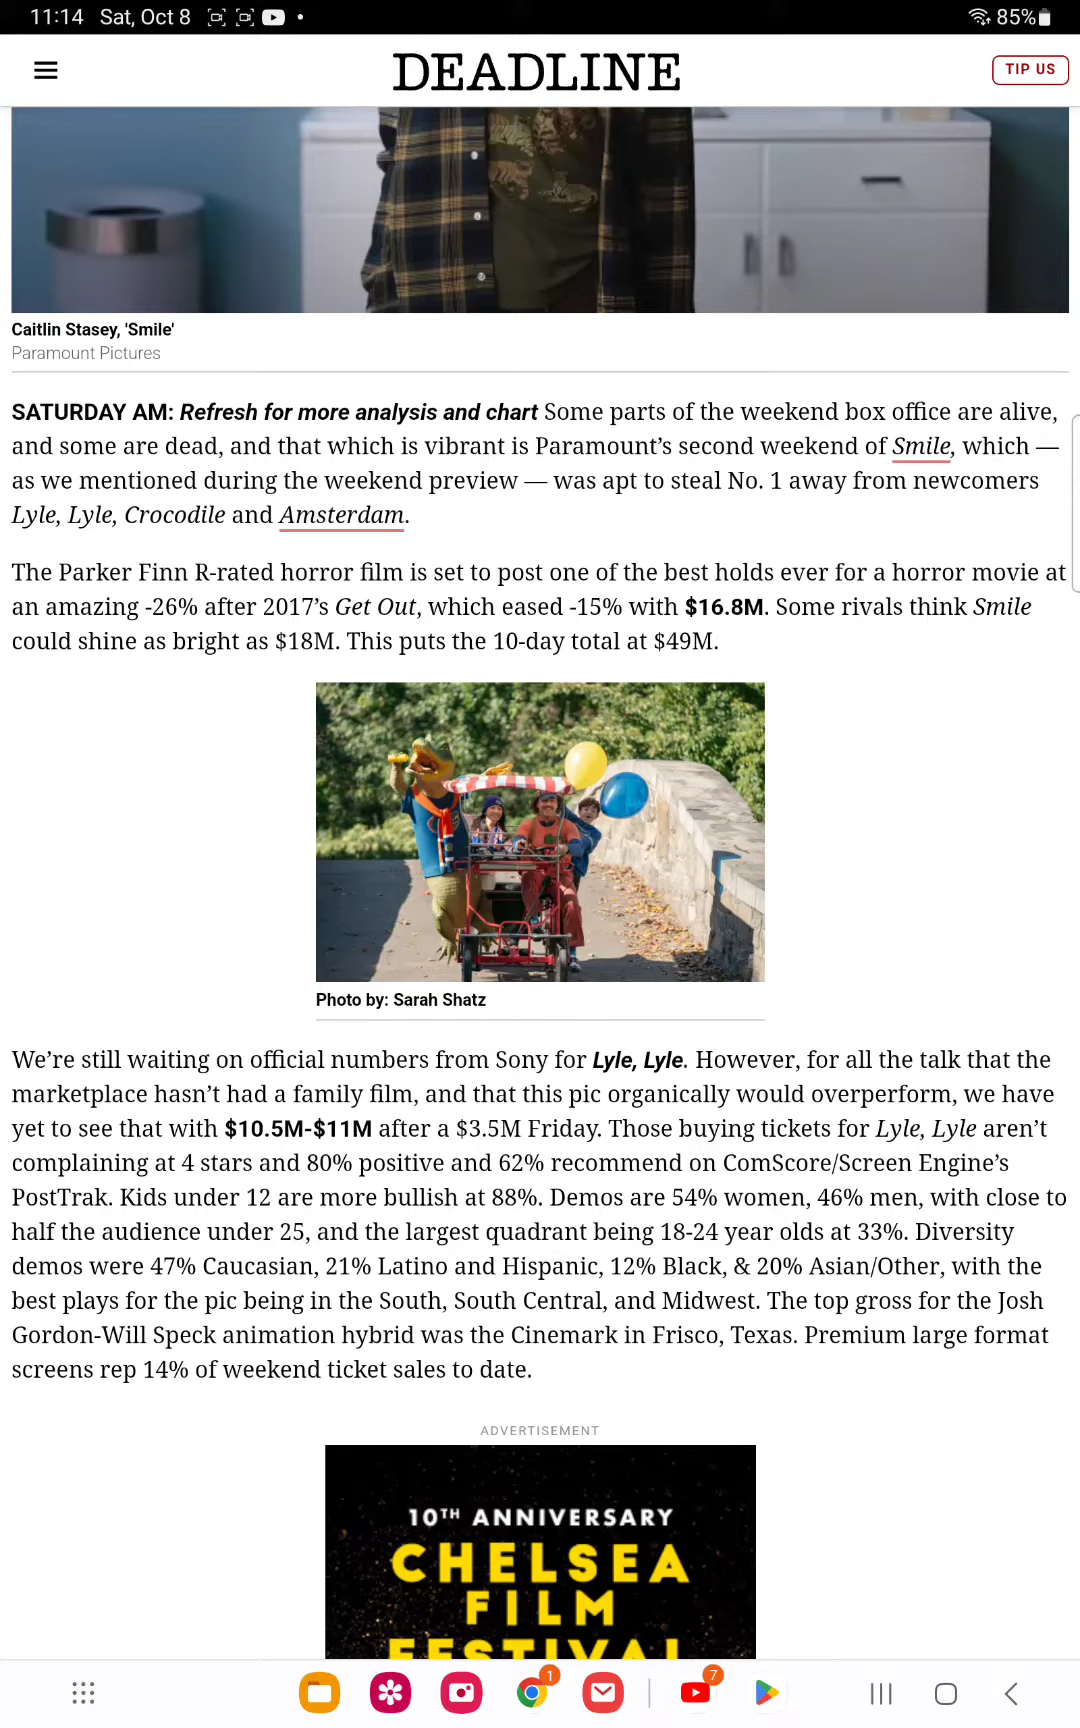 11:14 Sat, Oct 8
85%
DEADLINE
TIP US
Caitlin Stasey, 'Smile'
Paramount Pictures
SATURDAY AM: Refresh for more analysis and chart Some parts of the weekend box office are alive,
and some are dead, and that which is vibrant is Paramount’s second weekend of Smile, which —
as we mentioned during the weekend preview — was apt to steal No. 1 away from newcomers
Lyle, Lyle, Crocodile and Amsterdam.
The Parker Finn R-rated horror film is set to post one of the best holds ever for a horror movie at
an amazing -26% after 2017’s Get Out, which eased -15% with $16.8M. Some rivals think Smile
could shine as bright as $18M. This puts the 10-day total at $49M.
Photo by: Sarah Shatz
We’re still waiting on official numbers from Sony for Lyle, Lyle. However, for all the talk that the
marketplace hasn’t had a family film, and that this pic organically would overperform, we have
yet to see that with $10.5M-$11M after a $3.5M Friday. Those buying tickets for Lyle, Lyle aren’t
complaining at 4 stars and 80% positive and 62% recommend on ComScore/Screen Engine’s
PostTrak. Kids under 12 are more bullish at 88%. Demos are 54% women, 46% men, with close to
half the audience under 25, and the largest quadrant being 18-24 year olds at 33%. Diversity
demos were 47% Caucasian, 21% Latino and Hispanic, 12% Black, & 20% Asian/Other, with the
best plays for the pic being in the South, South Central, and Midwest. The top gross for the Josh
Gordon-Will Speck animation hybrid was the Cinemark in Frisco, Texas. Premium large format
screens rep 14% of weekend ticket sales to date.
ADVERTISEMENT
10TH ANNIVERSARY
CHELSEA
FILM
FESTIVAL
1
7